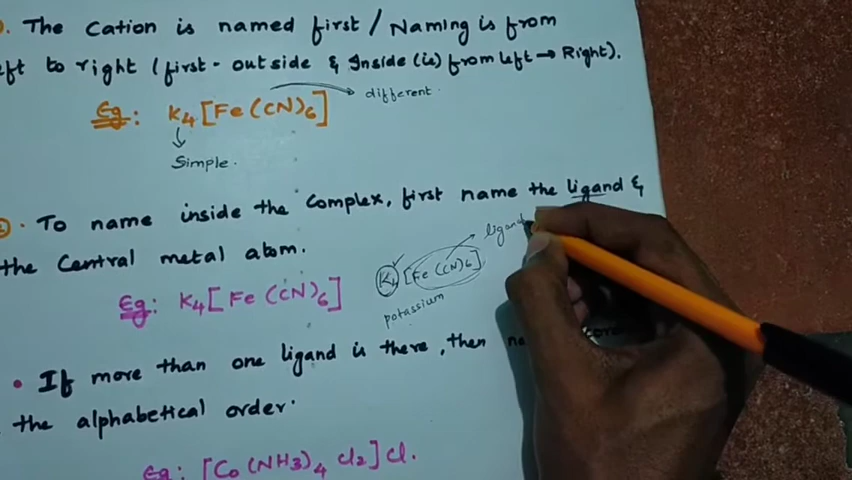 . The Cation is named first / Naming is from
ft to right (first - outside & Inside (is) from left → Right).
Eg: K4[Fe(CN)6] different.
Simple.
To name inside the Complex, first name the ligand &
the Central metal atom.
K4 [Fe(CN)6] ligand
Eg: K4[Fe(CN)6]
potassium
• If more than one ligand is there, then
the alphabetical order.
Eg: [Co(NH3)4 Cl2]Cl.